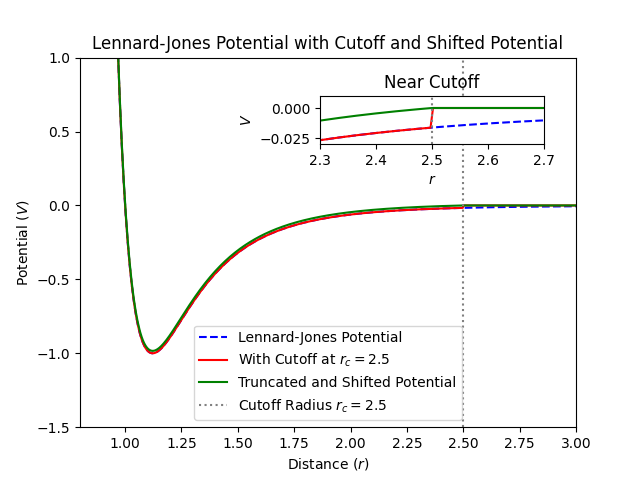 Lennard-Jones Potential with Cutoff and Shifted Potential
1.0
0.5
0.0
−0.5
−1.0
−1.5
Potential (V)
Near Cutoff
0.000
−0.025
V
2.3 2.4 2.5 2.6 2.7
r
Lennard-Jones Potential
With Cutoff at r_c = 2.5
Truncated and Shifted Potential
Cutoff Radius r_c = 2.5
1.00 1.25 1.50 1.75 2.00 2.25 2.50 2.75 3.00
Distance (r)